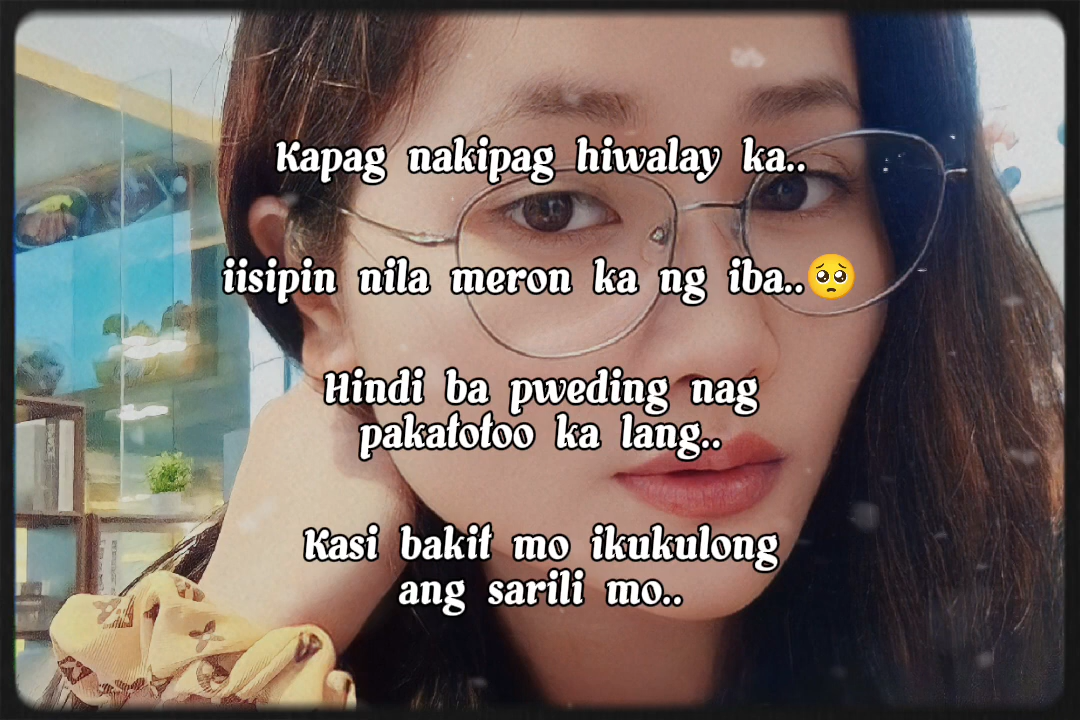 Kapag nakipag hiwalay ka..
iisipin nila meron ka ng iba..🥺
Hindi ba pweding nag
pakatotoo ka lang..
Kasi bakit mo ikukulong
ang sarili mo..